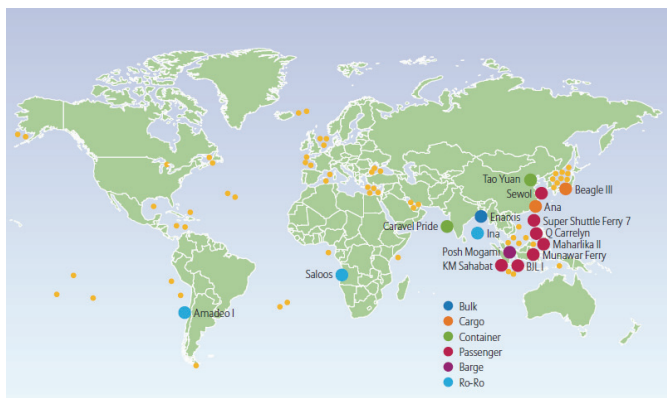 Tao Yuan
Sewol
Beagle III
Ana
Enarxis
Super Shuttle Ferry 7
Caravel Pride
Ina
Q Carrelyn
Maharlika II
Posh Mogami
Munawar Ferry
KM Sahabat
BJL I
Saloos
Amadeo I
Bulk
Cargo
Container
Passenger
Barge
Ro-Ro